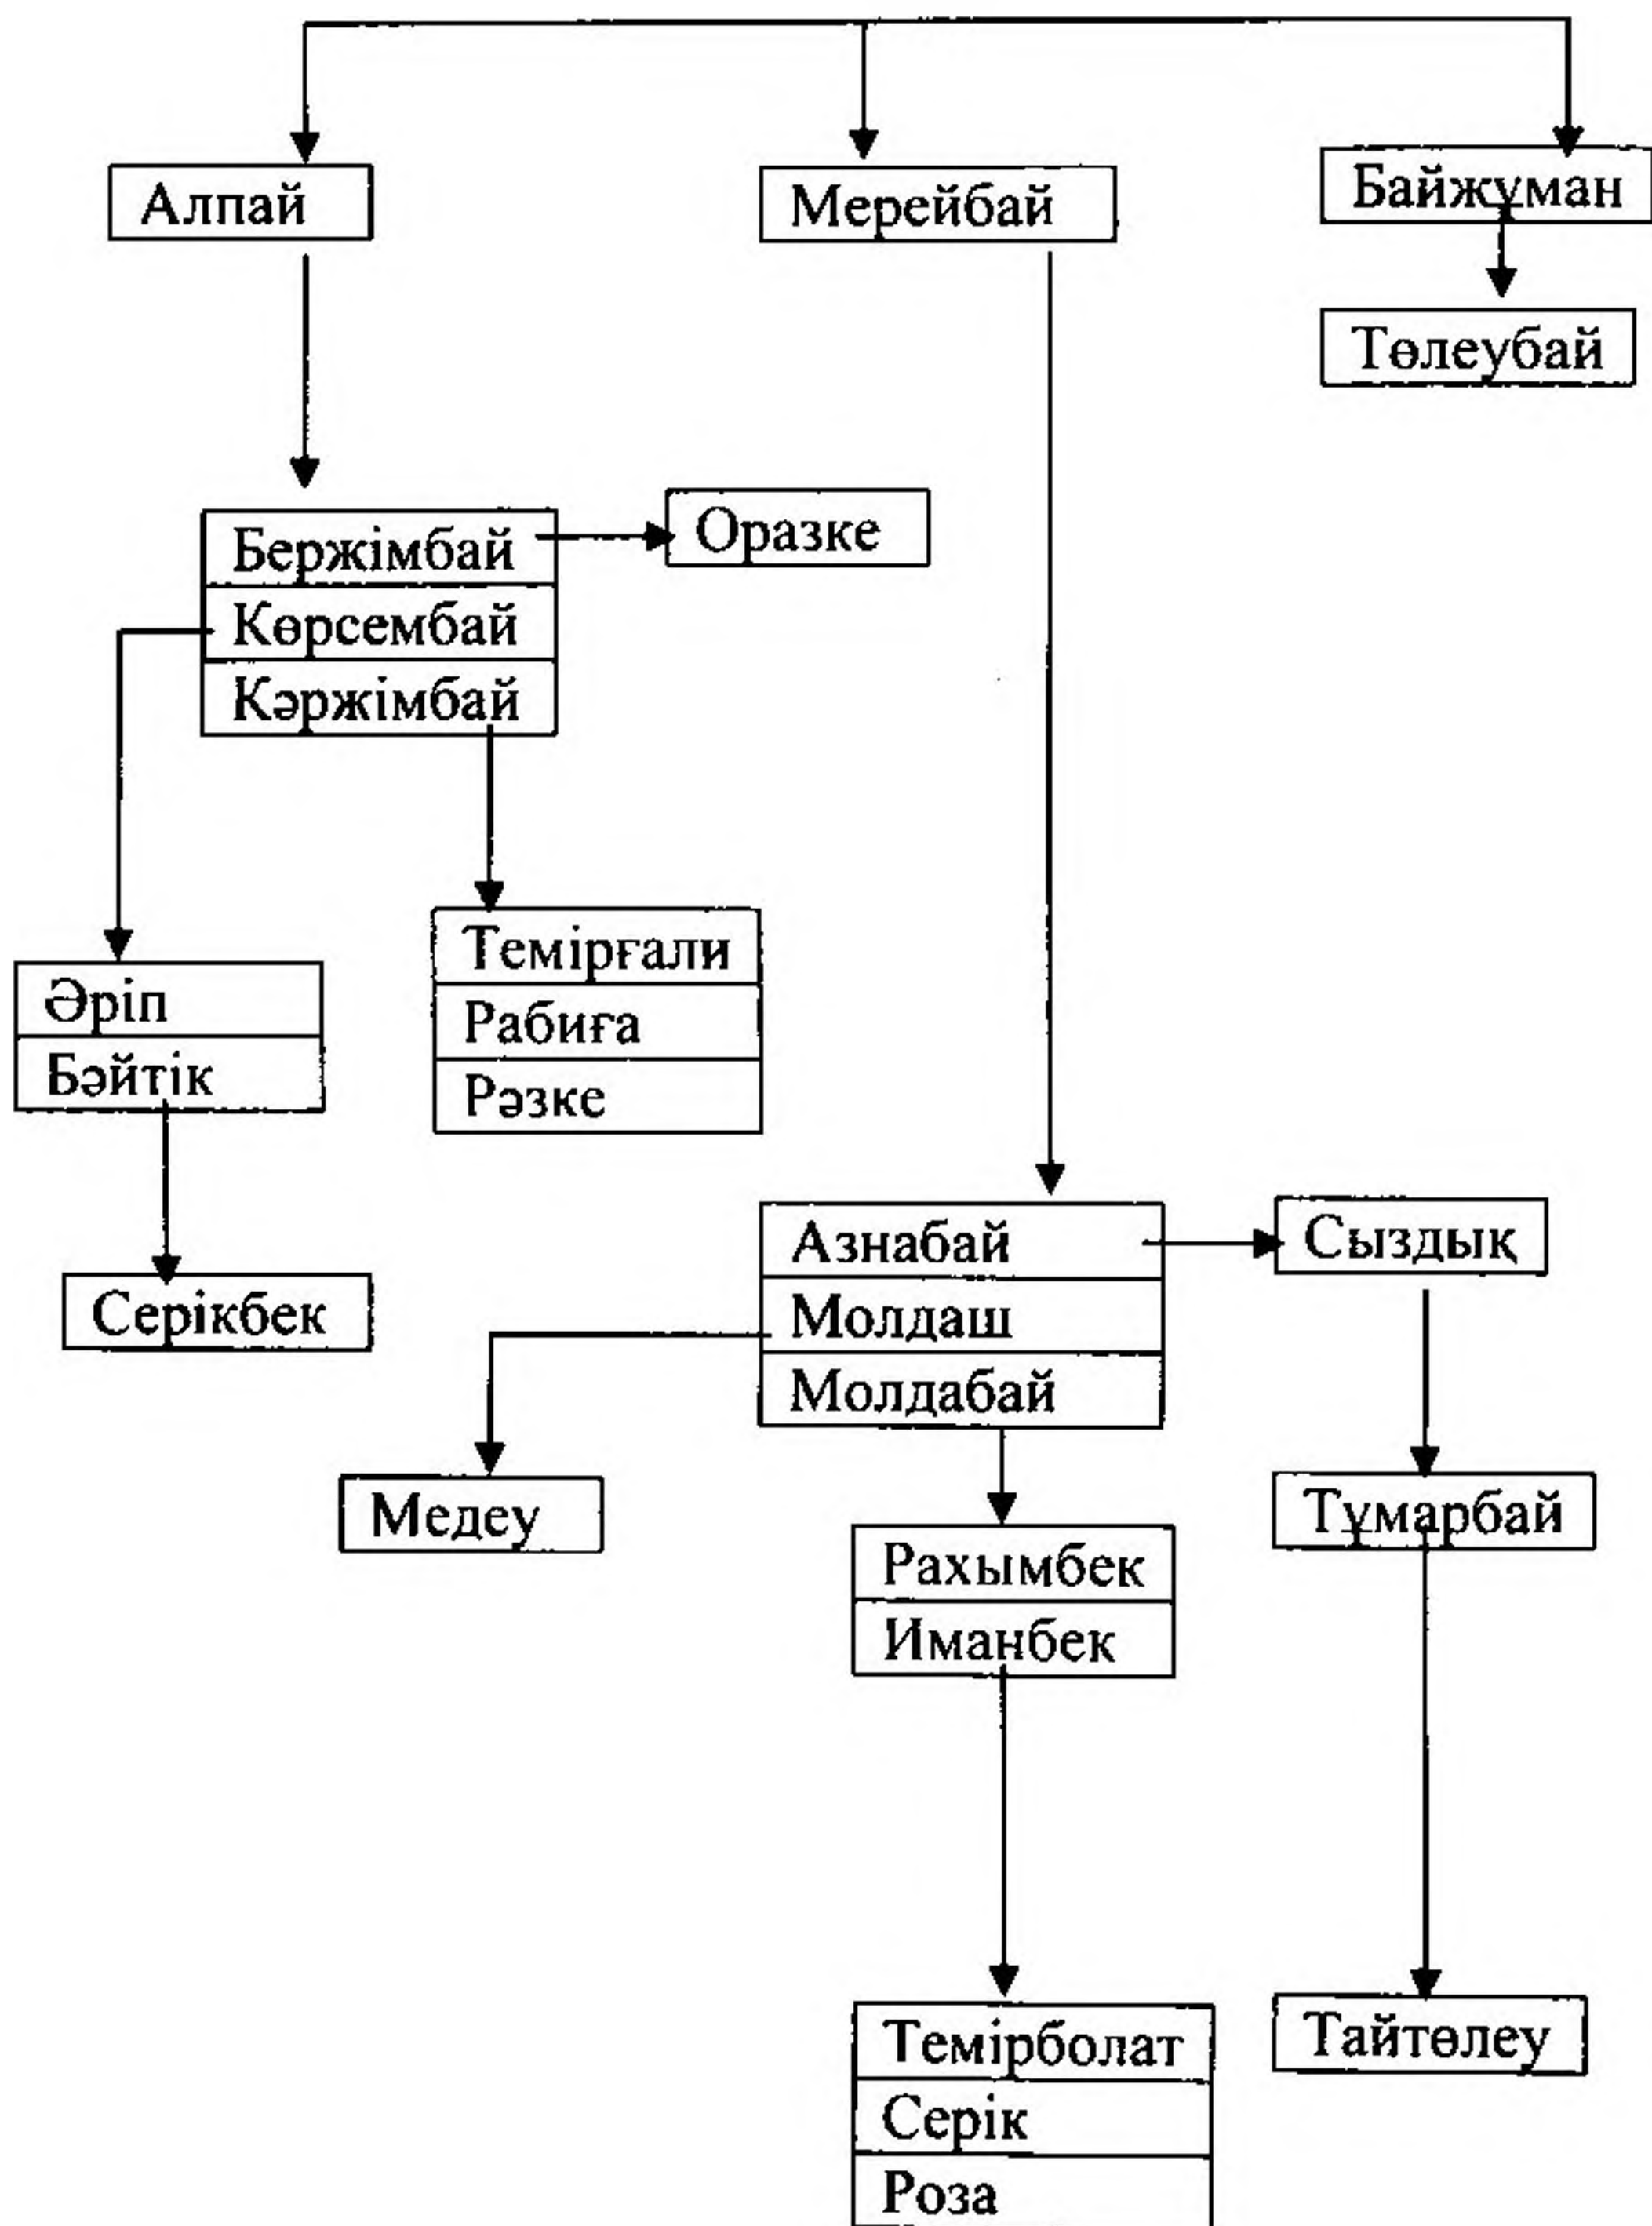 Алпай
Мерейбай
Байжұман
Төлеубай
Бержімбай
Оразке
Көрсембай
Кәржімбай
Темірғали
Рабиға
Рәзке
Әріп
Бәйтік
Серікбек
Азнабай
Сыздық
Молдаш
Молдабай
Медеу
Рахымбек
Иманбек
Тұмарбай
Темірболат
Серік
Роза
Тайтөлеу